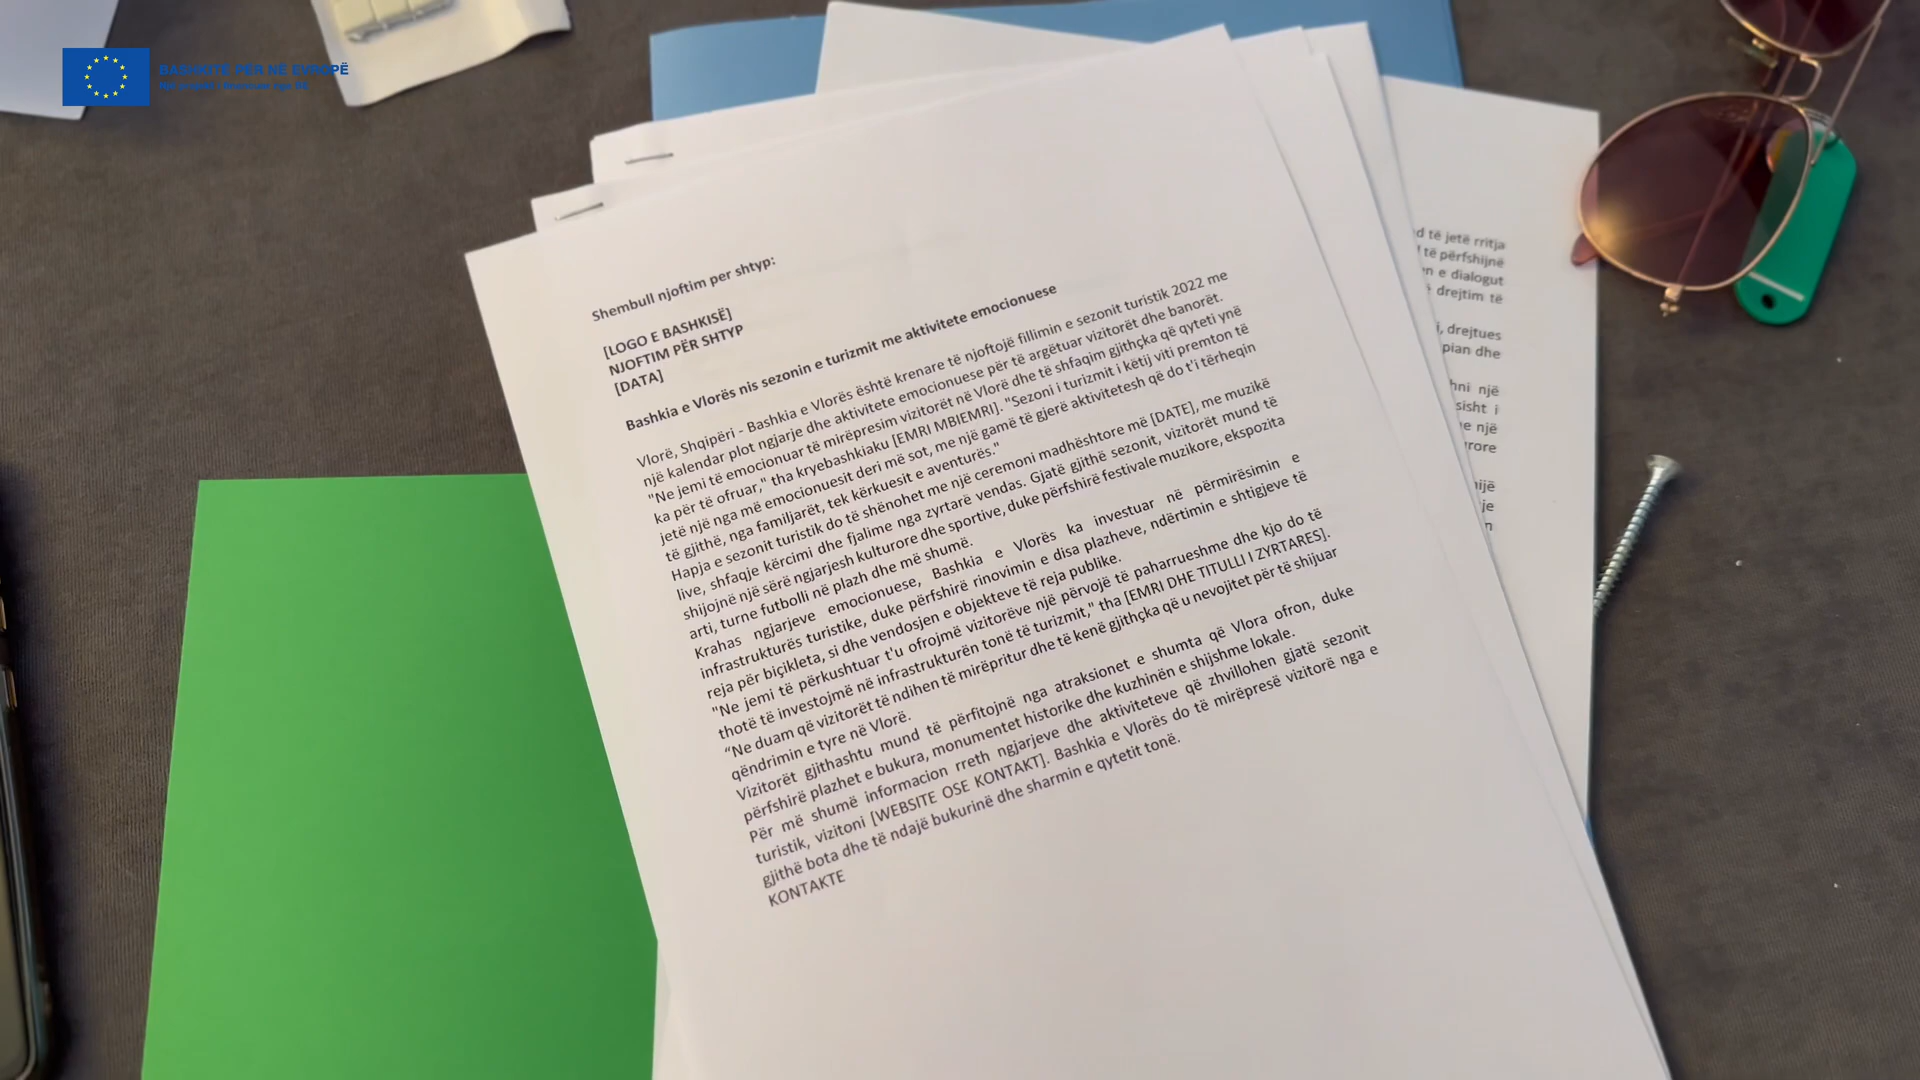 BASHKITË PËR NË EVROPË
Shembull njoftim per shtyp:
[LOGO E BASHKISË]
NJOFTIM PËR SHTYP
[DATA]
Bashkia e Vlorës nis sezonin e turizmit me aktivitete emocionuese
Vlorë, Shqipëri - Bashkia e Vlorës është krenare të njoftojë fillimin e sezonit turistik 2022 me
një kalendar plot ngjarje dhe aktivitete emocionuese për të argëtuar vizitorët dhe banorët.
"Ne jemi të emocionuar të mirëpresim vizitorët në Vlorë dhe të shfaqim gjithçka që qyteti ynë
ka për të ofruar," tha kryebashkiaku [EMRI MBIEMRI]. "Sezoni i turizmit i këtij viti premton të
jetë një nga më emocionuesit deri më sot, me një gamë të gjerë aktivitetesh që do t'i tërheqin
të gjithë, nga familjarët, tek kërkuesit e aventurës."
Hapja e sezonit turistik do të shënohet me një ceremoni madhështore më [DATE], me muzikë
live, shfaqje kërcimi dhe fjalime nga zyrtarë vendas. Gjatë gjithë sezonit, vizitorët mund të
shijojnë një sërë ngjarjesh kulturore dhe sportive, duke përfshirë festivale muzikore, ekspozita
arti, turne futbolli në plazh dhe më shumë.
Krahas ngjarjeve emocionuese, Bashkia e Vlorës ka investuar në përmirësimin e
infrastrukturës turistike, duke përfshirë rinovimin e disa plazheve, ndërtimin e shtigjeve të
reja për biçikleta, si dhe vendosjen e objekteve të reja publike.
"Ne jemi të përkushtuar t'u ofrojmë vizitorëve një përvojë të paharrueshme dhe kjo do të
thotë të investojmë në infrastrukturën tonë të turizmit," tha [EMRI DHE TITULLI I ZYRTARES].
"Ne duam që vizitorët të ndihen të mirëpritur dhe të kenë gjithçka që u nevojitet për të shijuar
qëndrimin e tyre në Vlorë.
Vizitorët gjithashtu mund të përfitojnë nga atraksionet e shumta që Vlora ofron, duke
përfshirë plazhet e bukura, monumentet historike dhe kuzhinën e shijshme lokale.
Për më shumë informacion rreth ngjarjeve dhe aktiviteteve që zhvillohen gjatë sezonit
turistik, vizitoni [WEBSITE OSE KONTAKT]. Bashkia e Vlorës do të mirëpresë vizitorë nga e
gjithë bota dhe të ndajë bukurinë dhe sharmin e qytetit tonë.
KONTAKTE
të jetë rritja
të përfshijnë
e dialogut
drejtim të
drejtues
dhe
një
i
një